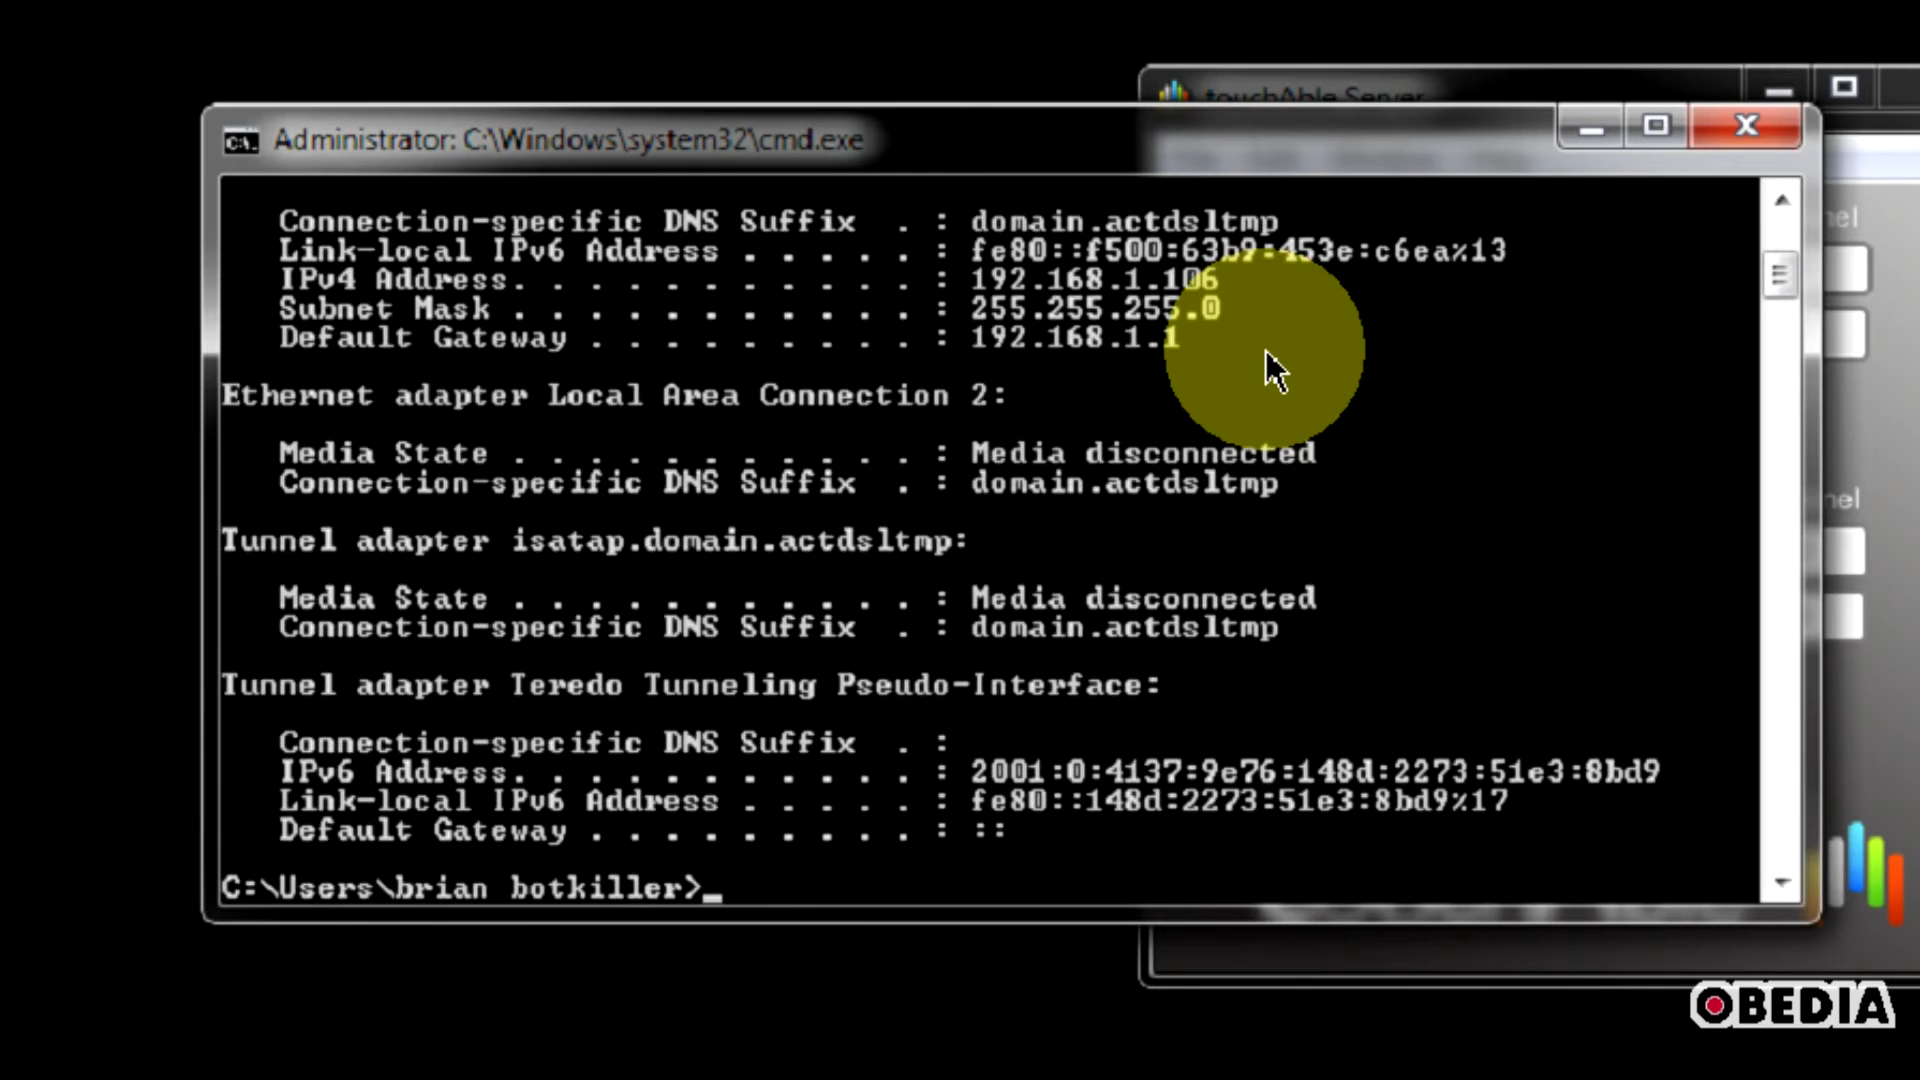 touchAble Server
Administrator: C:\Windows\system32\cmd.exe
Connection-specific DNS Suffix . : domain.actdsltmp
Link-local IPv6 Address . . . . . : fe80::f500:63b9:453e:c6ea%13
IPv4 Address. . . . . . . . . . . : 192.168.1.106
Subnet Mask . . . . . . . . . . . : 255.255.255.0
Default Gateway . . . . . . . . . : 192.168.1.1
Ethernet adapter Local Area Connection 2:
Media State . . . . . . . . . . . : Media disconnected
Connection-specific DNS Suffix . : domain.actdsltmp
Tunnel adapter isatap.domain.actdsltmp:
Media State . . . . . . . . . . . : Media disconnected
Connection-specific DNS Suffix . : domain.actdsltmp
Tunnel adapter Teredo Tunneling Pseudo-Interface:
Connection-specific DNS Suffix . :
IPv6 Address. . . . . . . . . . . : 2001:0:4137:9e76:148d:2273:51e3:8bd9
Link-local IPv6 Address . . . . . : fe80::148d:2273:51e3:8bd9%17
Default Gateway . . . . . . . . . : ::
C:\Users\brian botkiller>_
nel
nel
OBEDIA